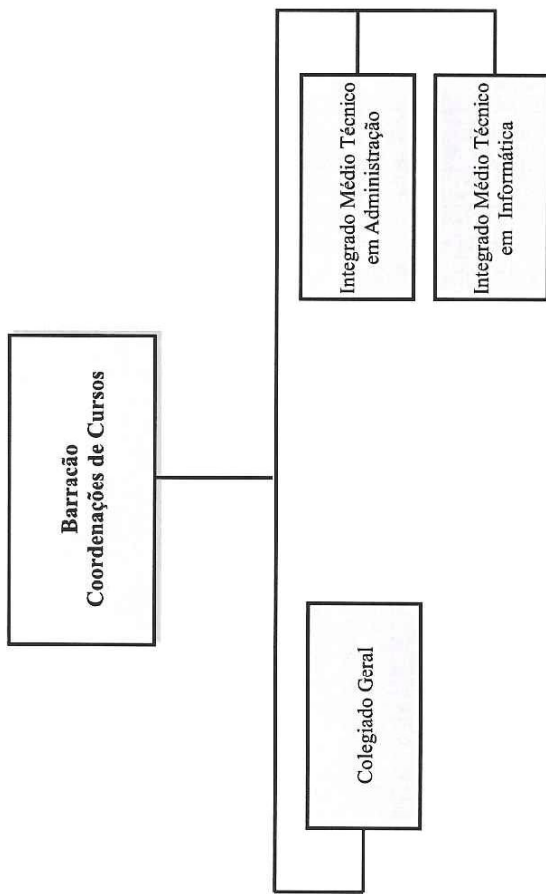 Barracão
Coordenações de Cursos
Colegiado Geral
Integrado Médio Técnico
em Administração
Integrado Médio Técnico
em Informática